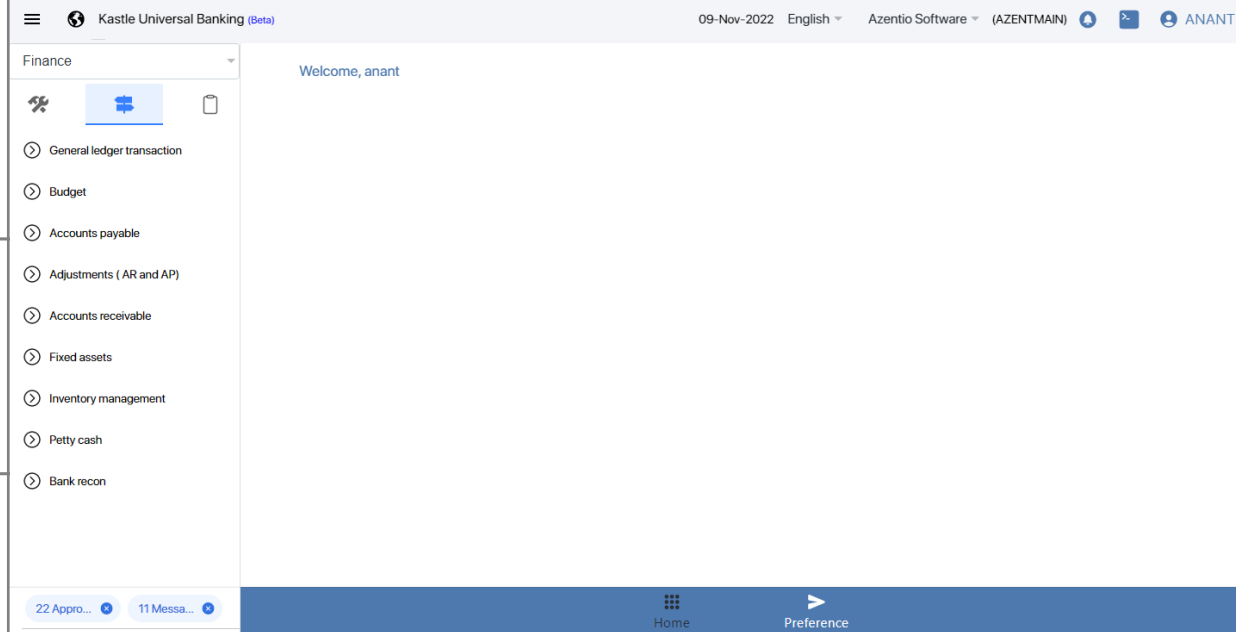 Kastle Universal Banking (Beta) 09-Nov-2022 English Azentio Software (AZENTMAIN) ANANT
Finance
Welcome, anant
General ledger transaction
Budget
Accounts payable
Adjustments ( AR and AP)
Accounts receivable
Fixed assets
Inventory management
Petty cash
Bank recon
22 Appro... 11 Messa...
Home Preference